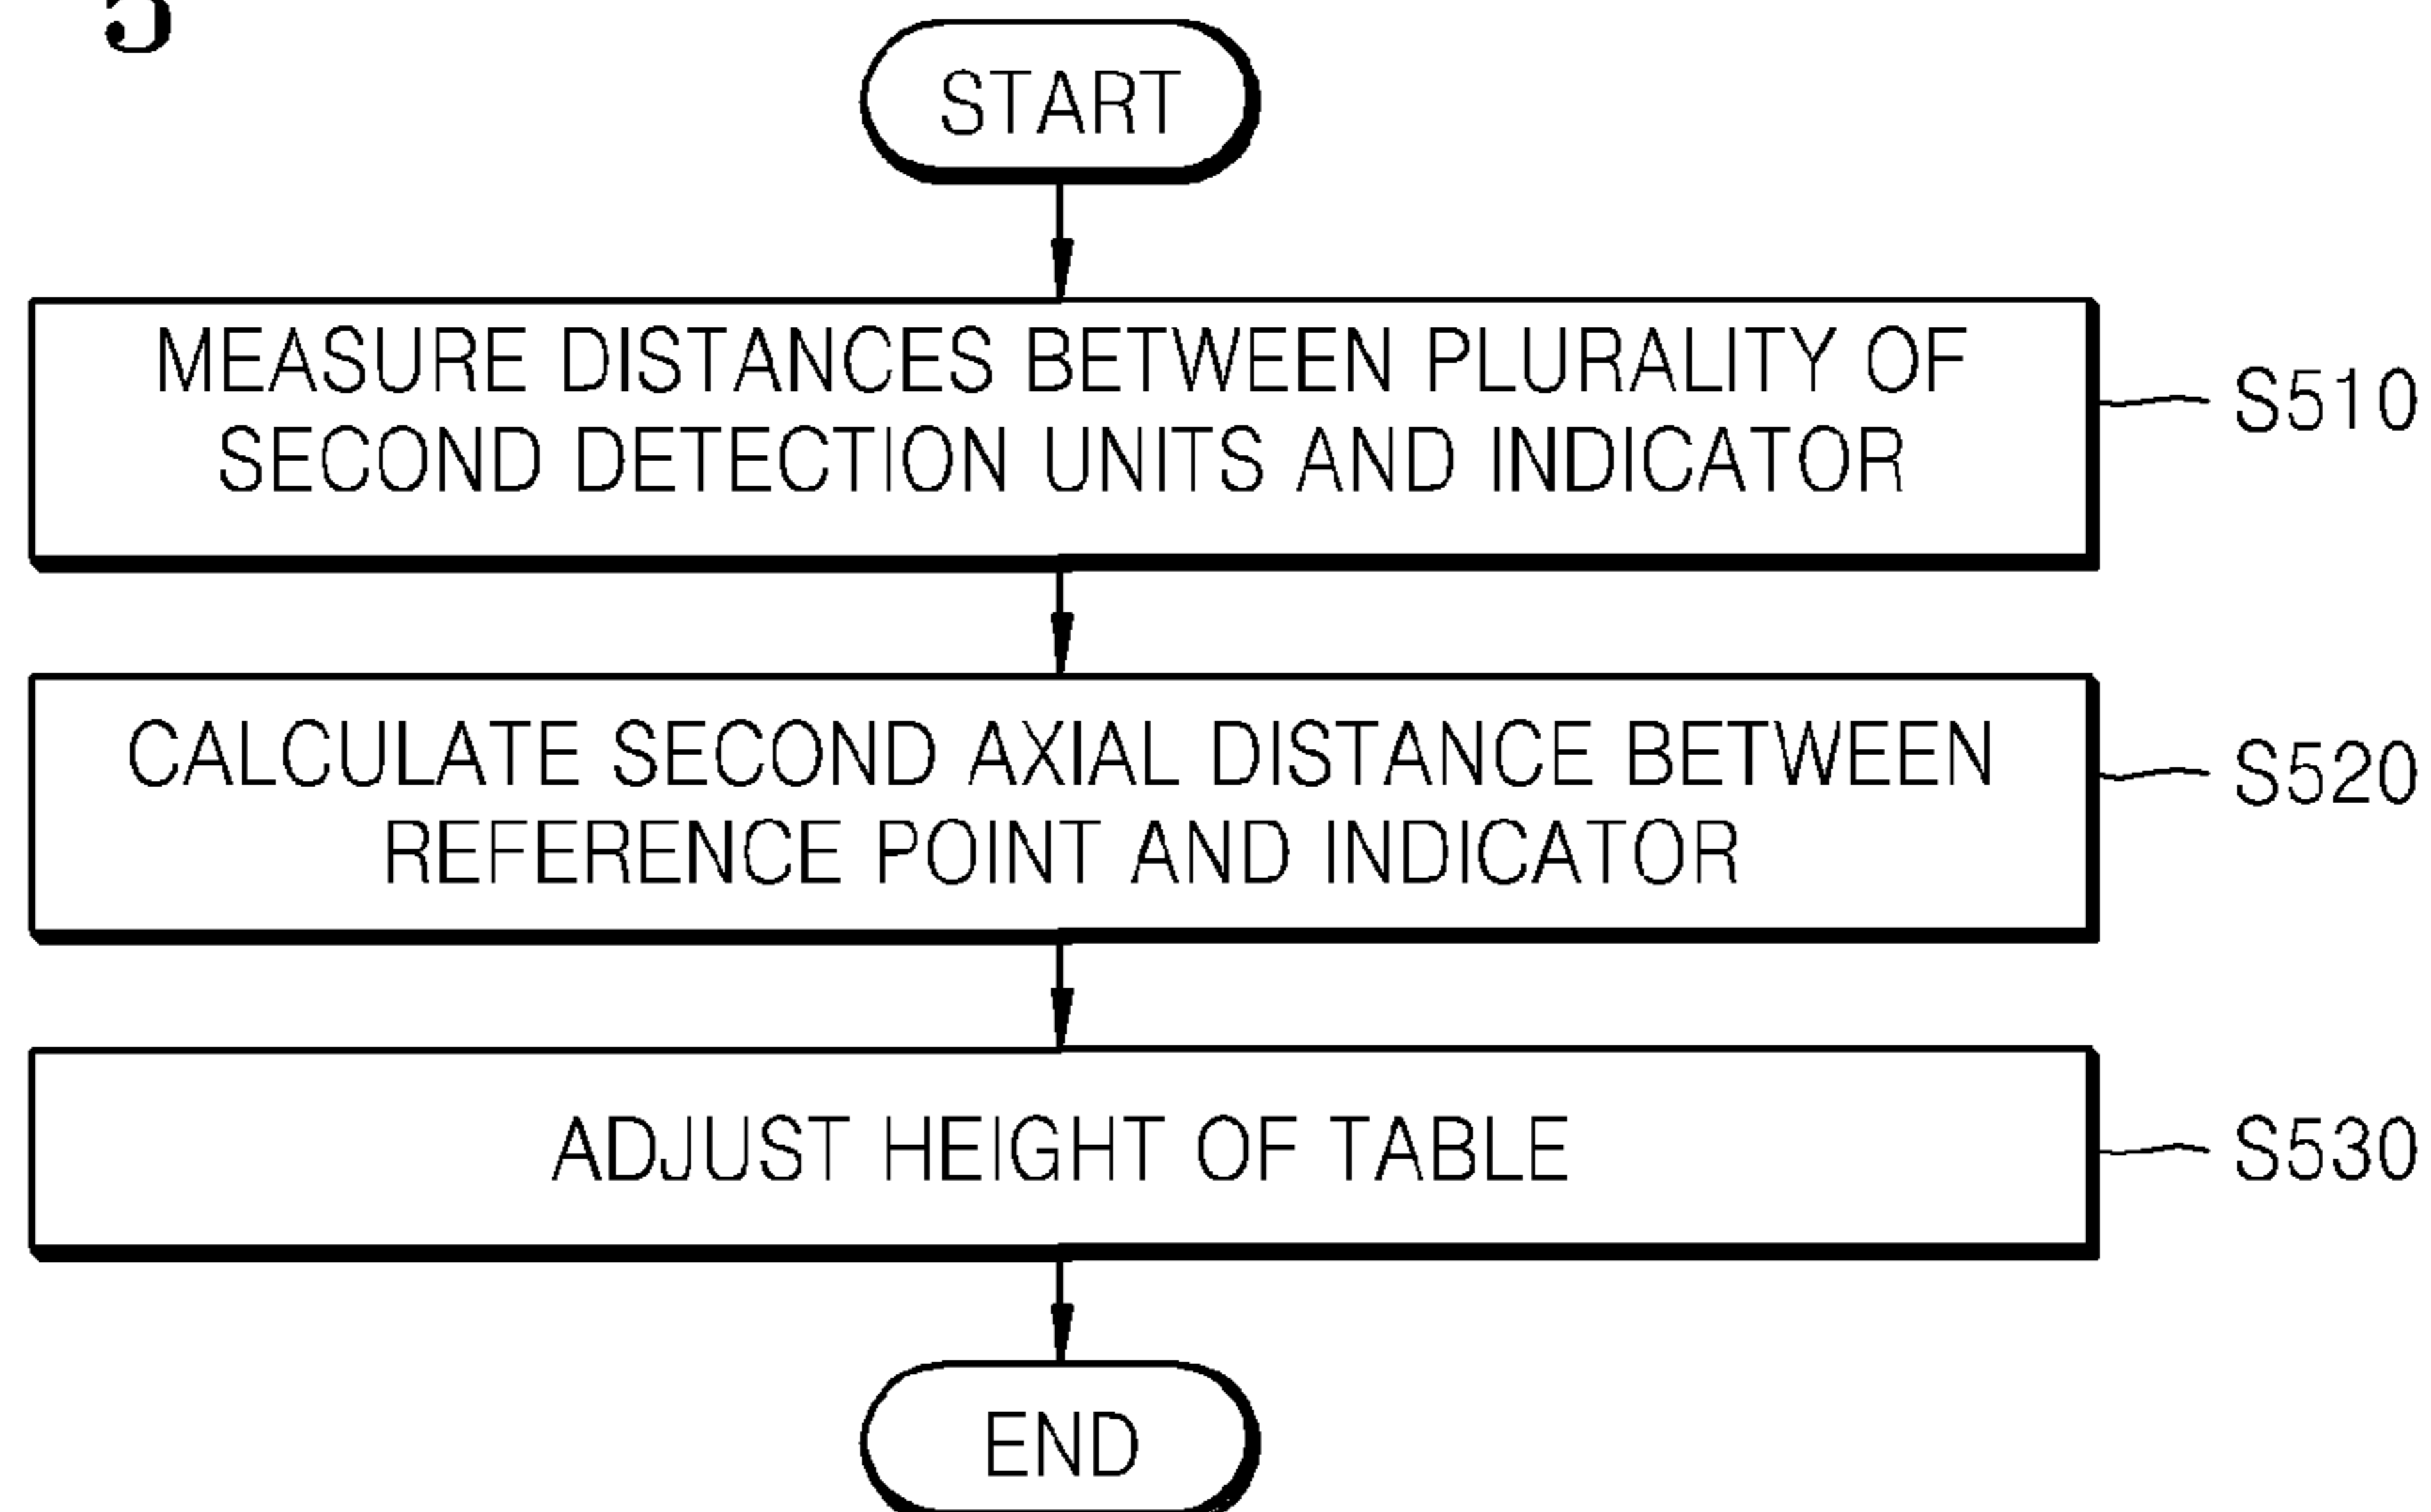 5
START
MEASURE DISTANCES BETWEEN PLURALITY OF
SECOND DETECTION UNITS AND INDICATOR
S510
CALCULATE SECOND AXIAL DISTANCE BETWEEN
REFERENCE POINT AND INDICATOR
S520
ADJUST HEIGHT OF TABLE
S530
END